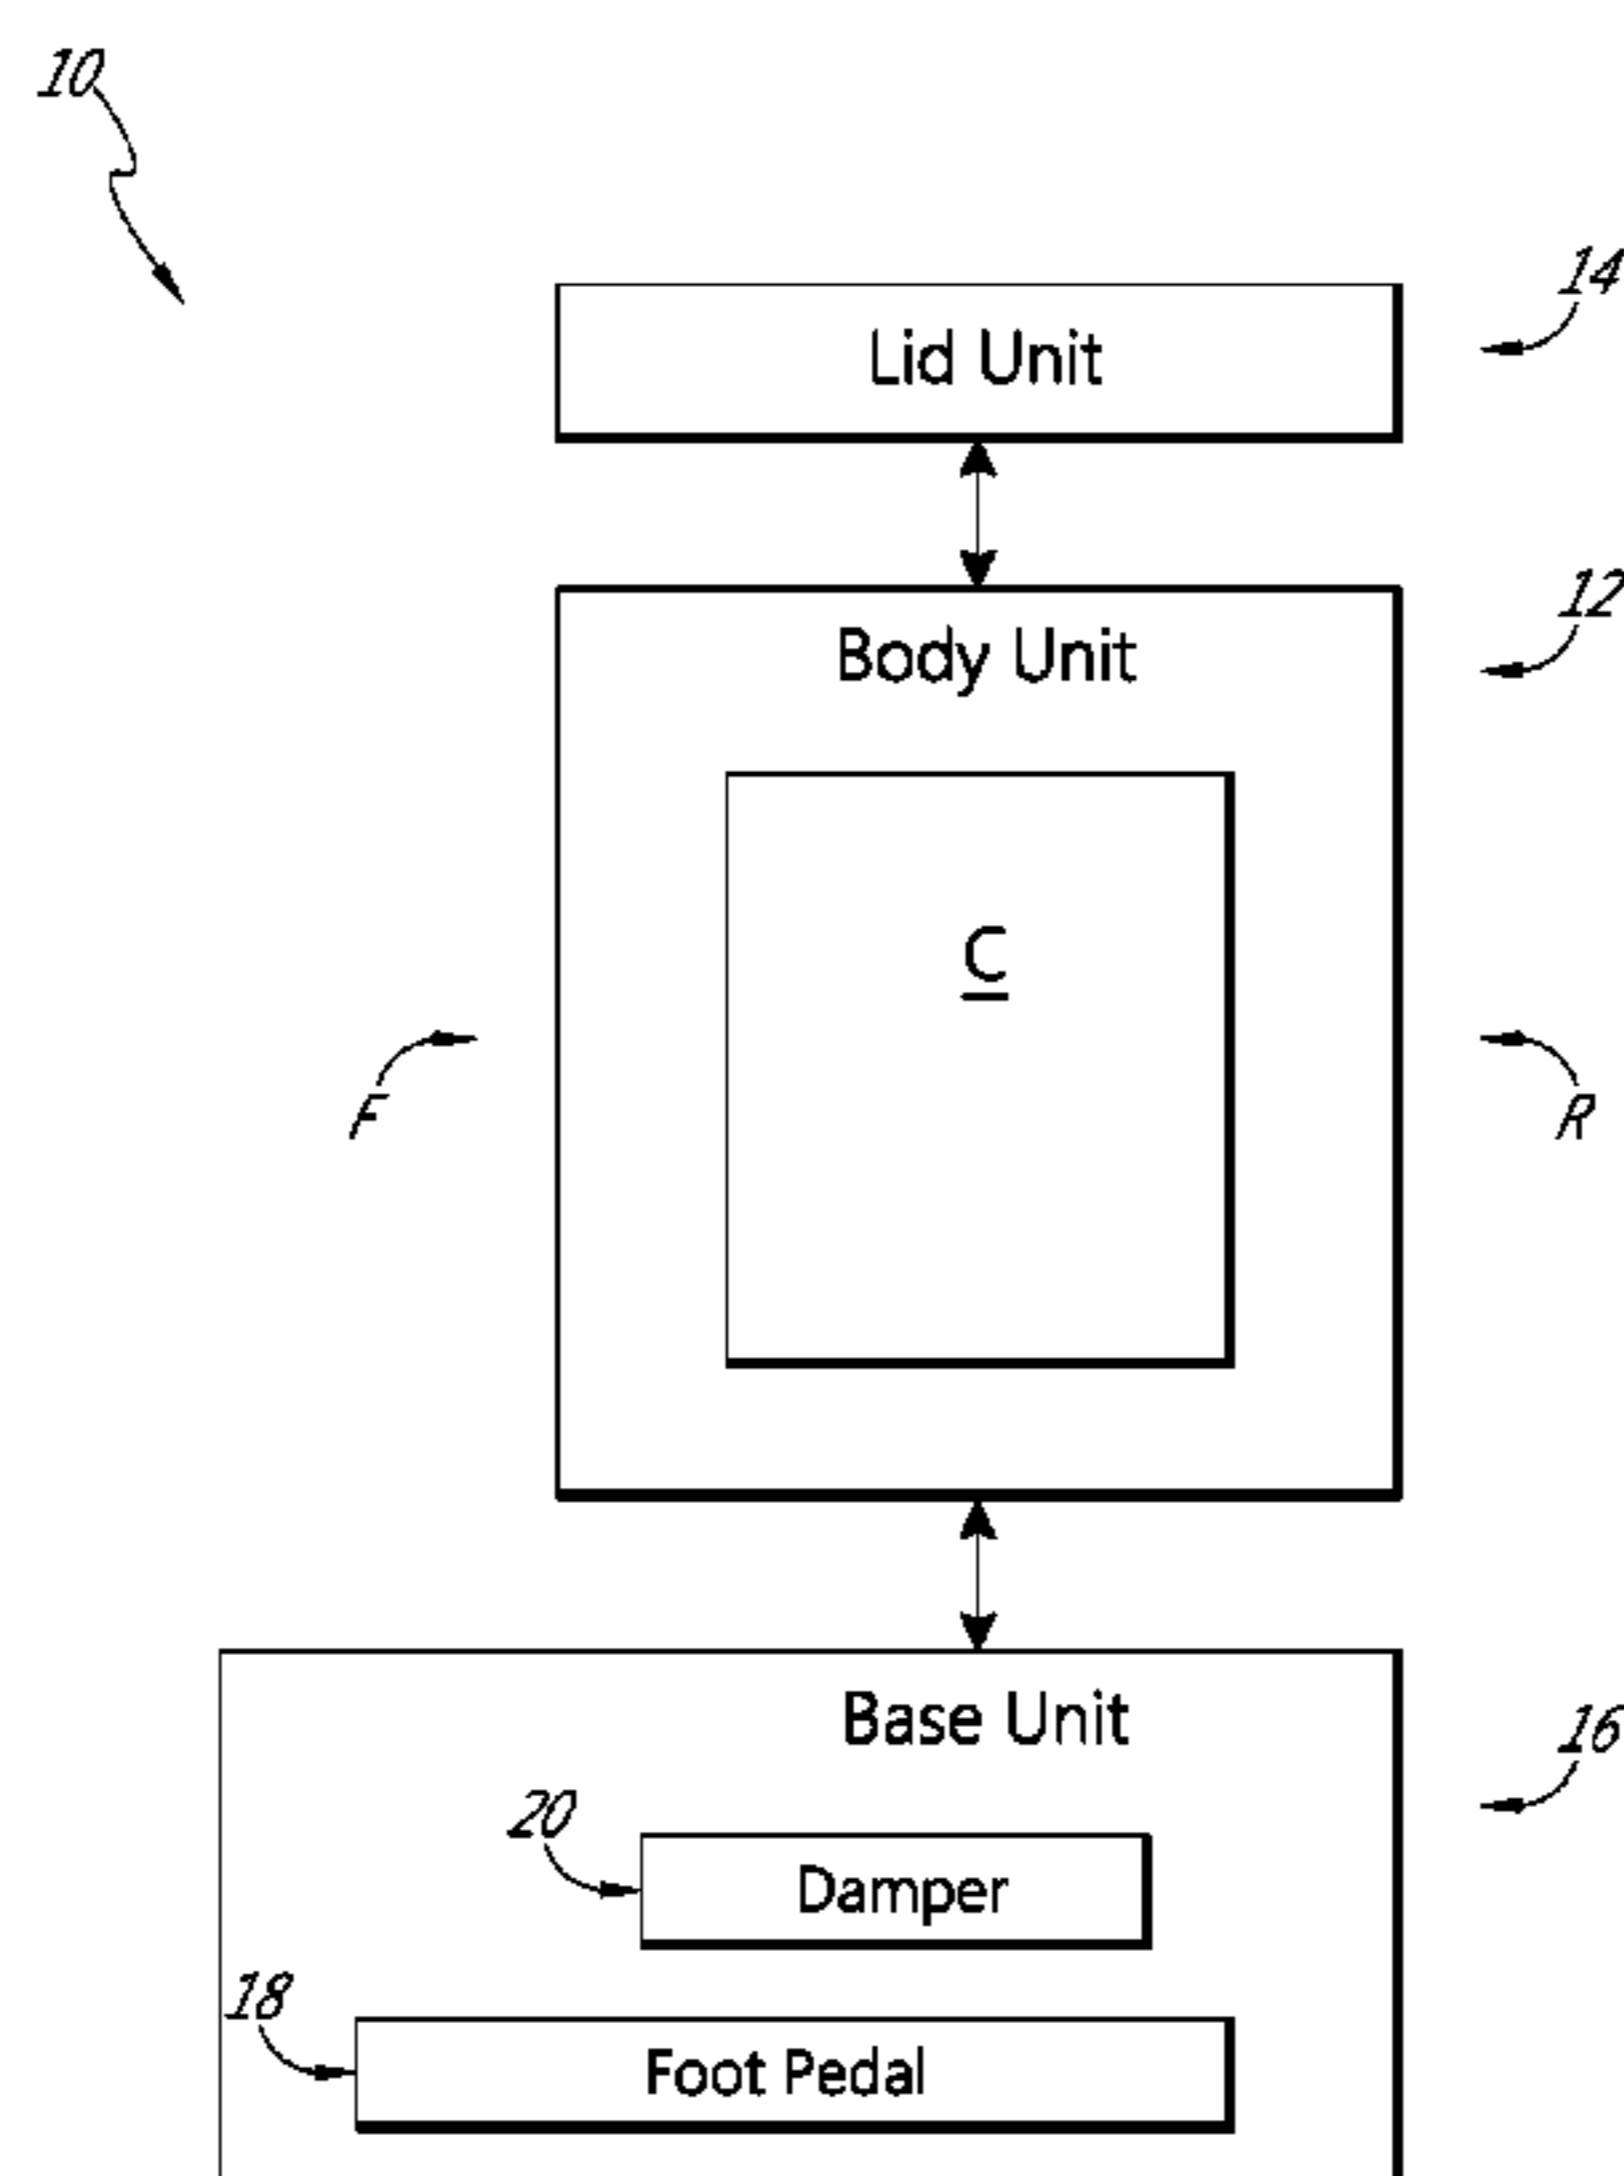 10
14
Lid Unit
12
Body Unit
C
F
R
Base Unit
16
20
Damper
18
Foot Pedal